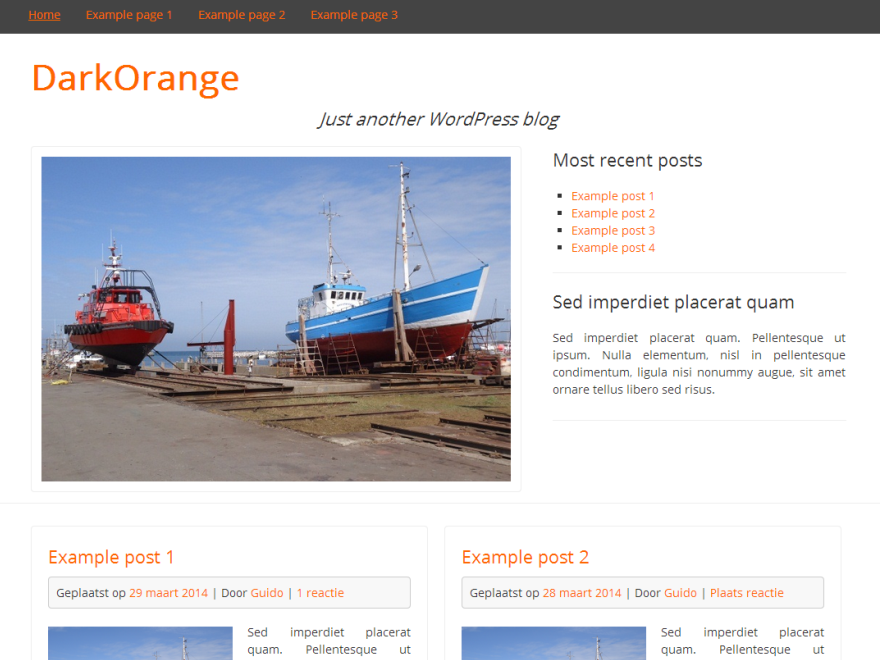 Home Example page 1 Example page 2 Example page 3
DarkOrange
Just another WordPress blog
Most recent posts
Example post 1
Example post 2
Example post 3
Example post 4
Sed imperdiet placerat quam
Sed imperdiet placerat quam. Pellentesque ut
ipsum. Nulla elementum, nisl in pellentesque
condimentum, ligula nisi nonummy augue, sit amet
ornare tellus libero sed risus.
Example post 1
Geplaatst op 29 maart 2014 | Door Guido | 1 reactie
Sed imperdiet placerat
quam. Pellentesque ut
Example post 2
Geplaatst op 28 maart 2014 | Door Guido | Plaats reactie
Sed imperdiet placerat
quam. Pellentesque ut